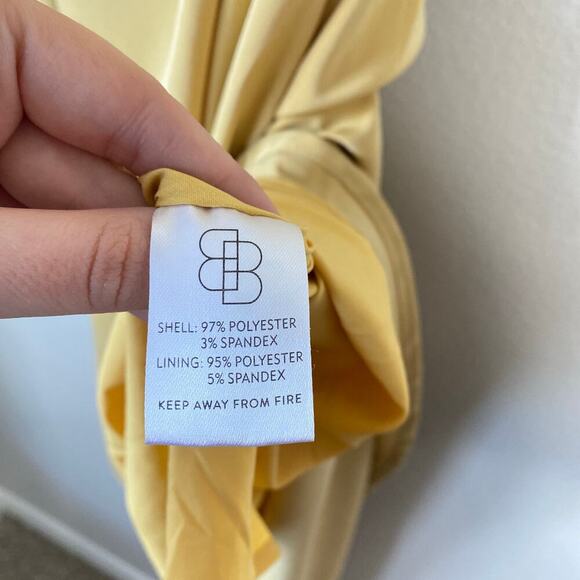 SHELL: 97% POLYESTER
3% SPANDEX
LINING: 95% POLYESTER
5% SPANDEX
KEEP AWAY FROM FIRE